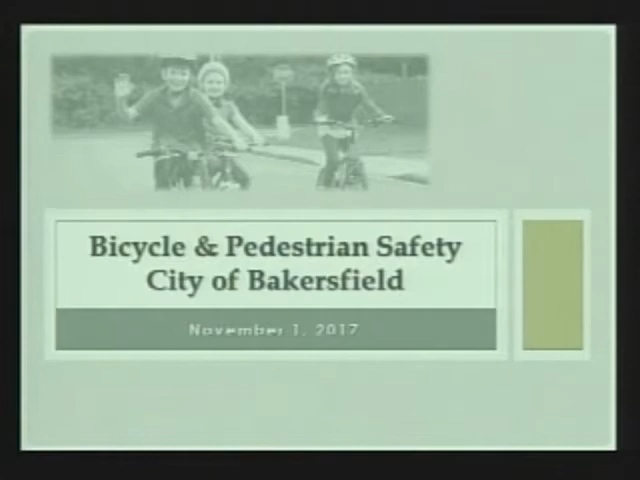 Bicycle & Pedestrian Safety
City of Bakersfield
November 1, 2017